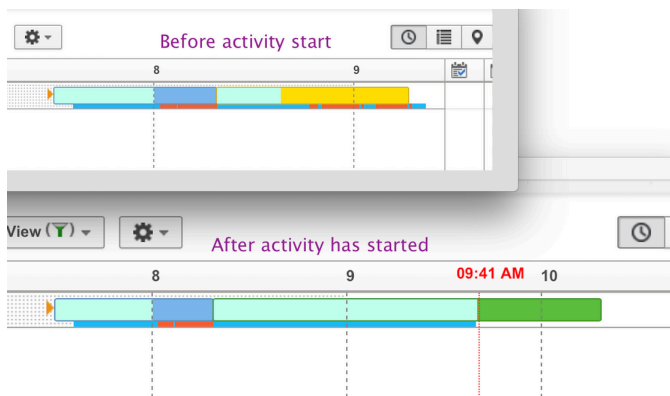 Before activity start
8 9
View (T)
After activity has started
8 9 09:41 AM 10